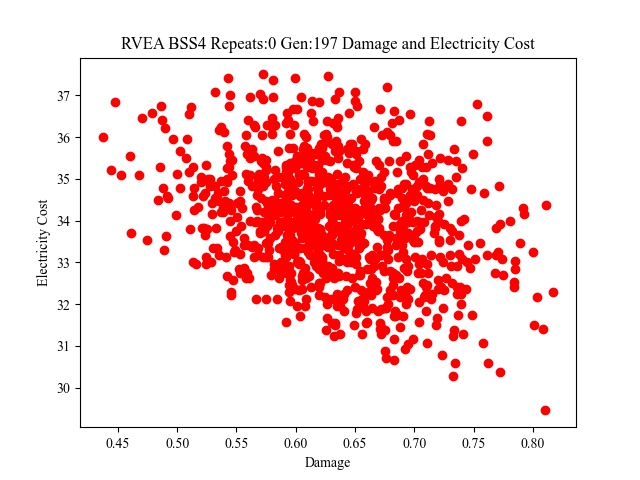 RVEA BSS4 Repeats:0 Gen:197 Damage and Electricity Cost
37
36
35
34
33
32
31
30
Electricity Cost
0.45 0.50 0.55 0.60 0.65 0.70 0.75 0.80
Damage